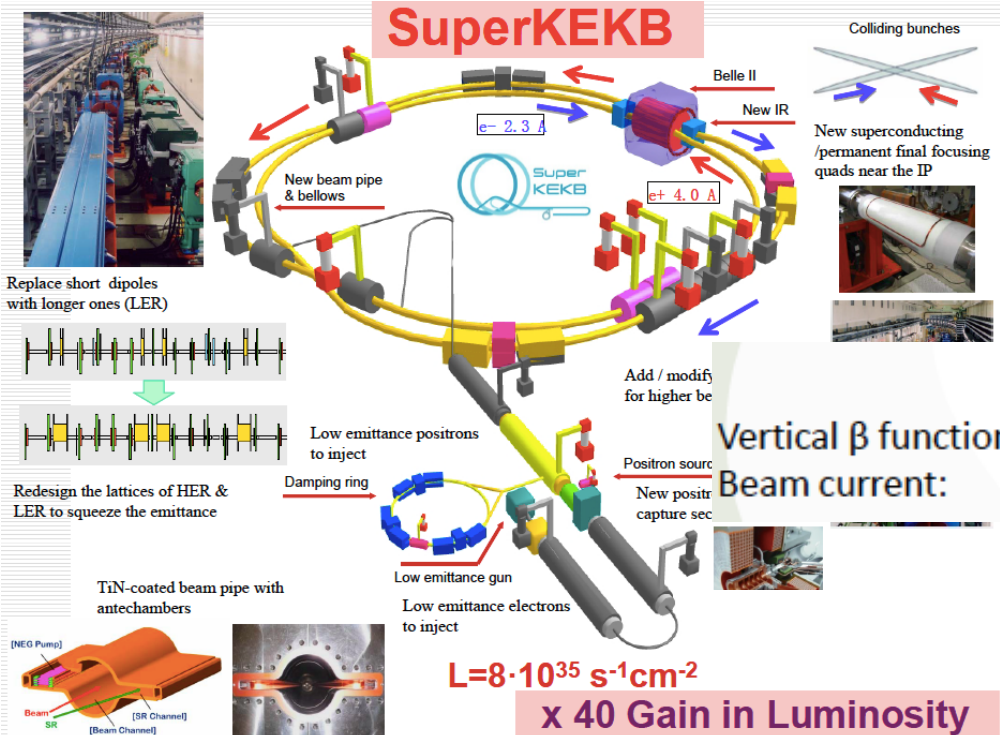 SuperKEKB
Colliding bunches
Belle II
New IR
e- 2.3 A
Super
KEKB
e+ 4.0 A
New superconducting
/permanent final focusing
quads near the IP
New beam pipe
& bellows
Replace short dipoles
with longer ones (LER)
Add / modify
for higher be
Vertical β function
Beam current:
Low emittance positrons
to inject
Positron sourc
Damping ring
New positr
capture sec
Redesign the lattices of HER &
LER to squeeze the emittance
Low emittance gun
Low emittance electrons
to inject
TiN-coated beam pipe with
antechambers
[NEG Pump]
Beam
SR
[SR Channel]
[Beam Channel]
L=8·10³⁵ s⁻¹cm⁻²
x 40 Gain in Luminosity